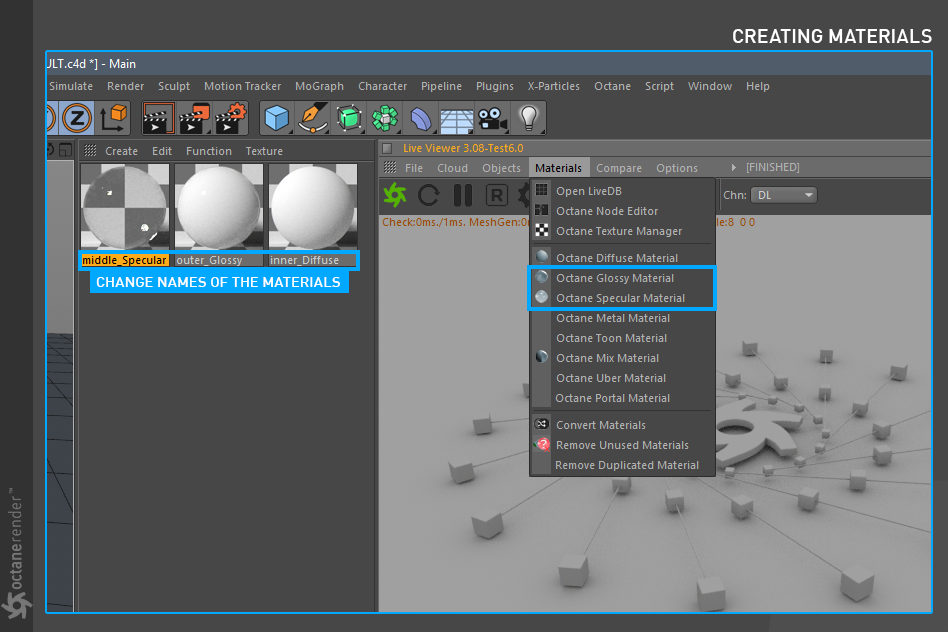 CREATING MATERIALS
JLT.c4d *] - Main
Simulate Render Sculpt Motion Tracker MoGraph Character Pipeline Plugins X-Particles Octane Script Window Help
Z
Create Edit Function Texture
Live Viewer 3.08-Test6.0
File Cloud Objects Materials Compare Options [FINISHED]
R
Chn: DL
Check:0ms./1ms. MeshGen:0
le:8 0 0
middle_Specular outer_Glossy inner_Diffuse
CHANGE NAMES OF THE MATERIALS
Open LiveDB
Octane Node Editor
Octane Texture Manager
Octane Diffuse Material
Octane Glossy Material
Octane Specular Material
Octane Metal Material
Octane Toon Material
Octane Mix Material
Octane Uber Material
Octane Portal Material
Convert Materials
Remove Unused Materials
Remove Duplicated Material
octanerender™